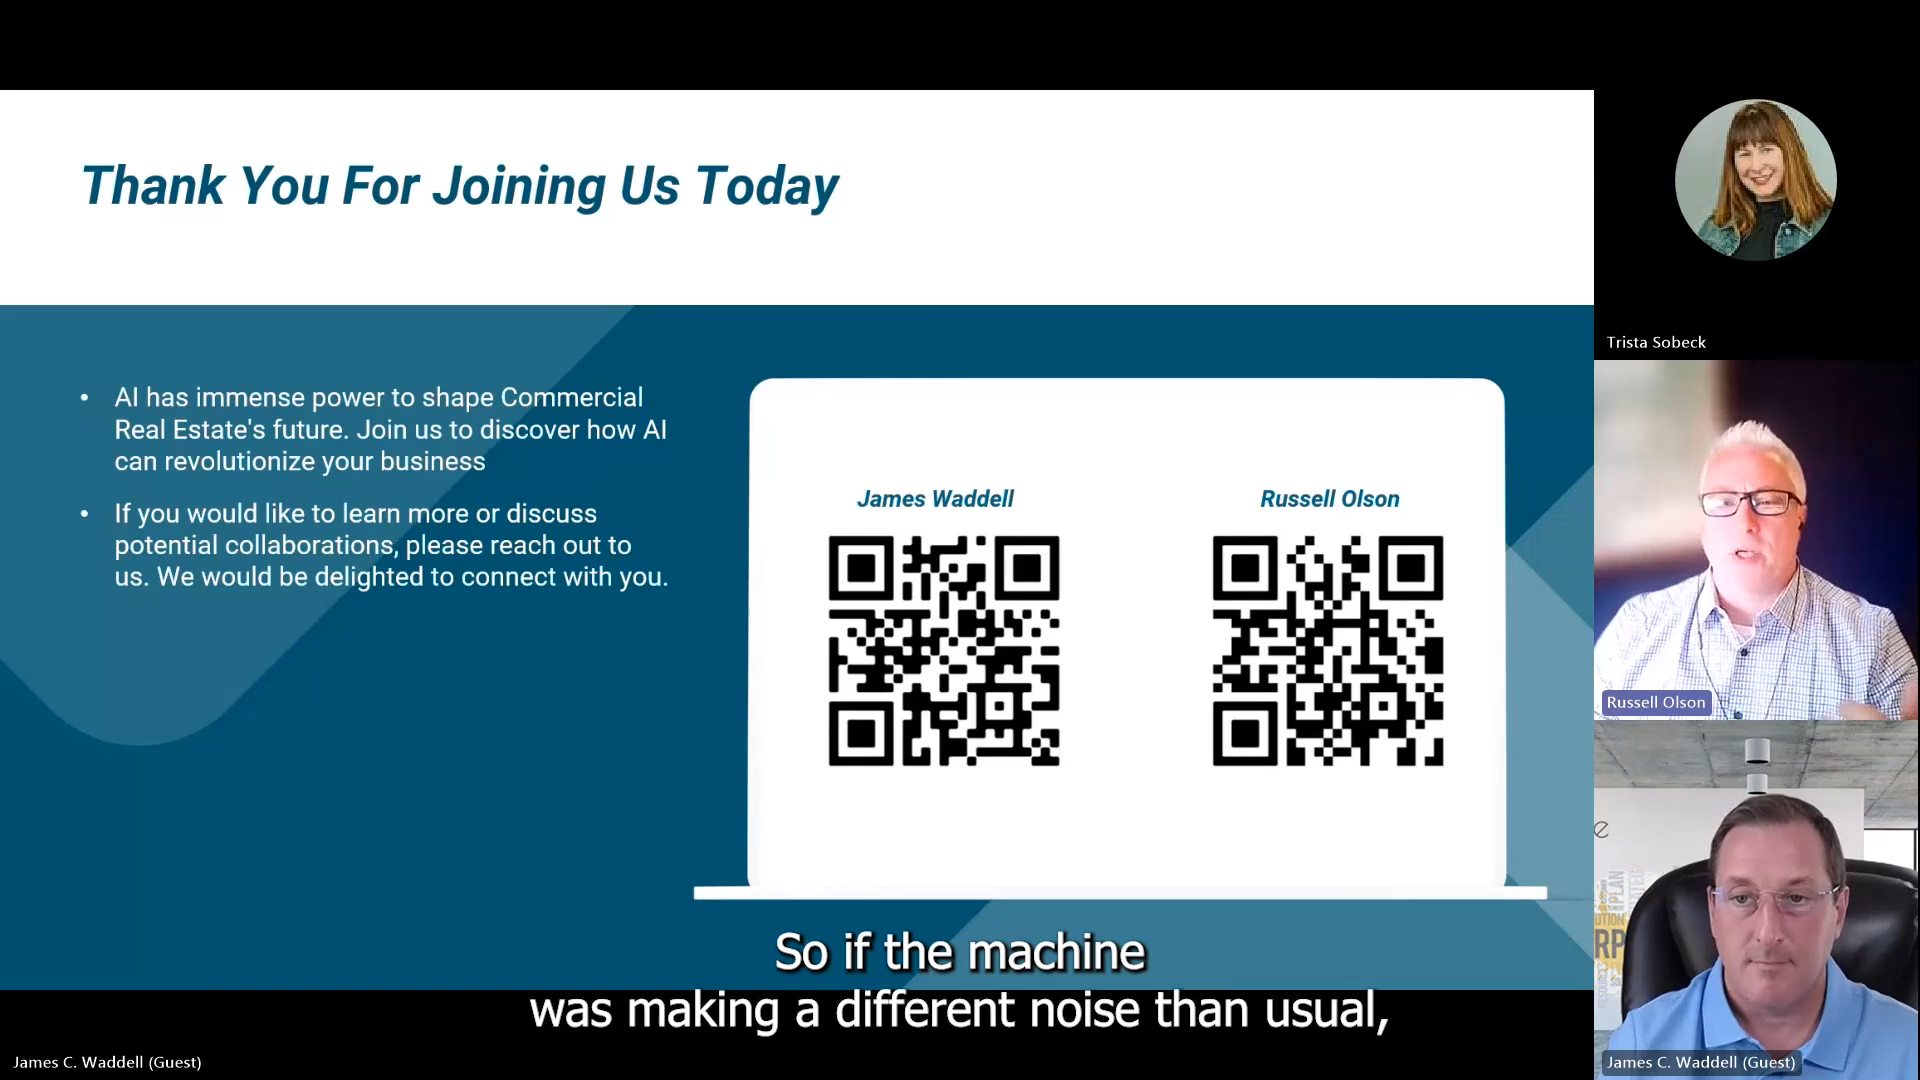 Thank You For Joining Us Today
• AI has immense power to shape Commercial
Real Estate's future. Join us to discover how AI
can revolutionize your business
• If you would like to learn more or discuss
potential collaborations, please reach out to
us. We would be delighted to connect with you.
James Waddell
Russell Olson
Trista Sobeck
Russell Olson
e
PLAN
RP
James C. Waddell (Guest)
So if the machine
was making a different noise than usual,
James C. Waddell (Guest)